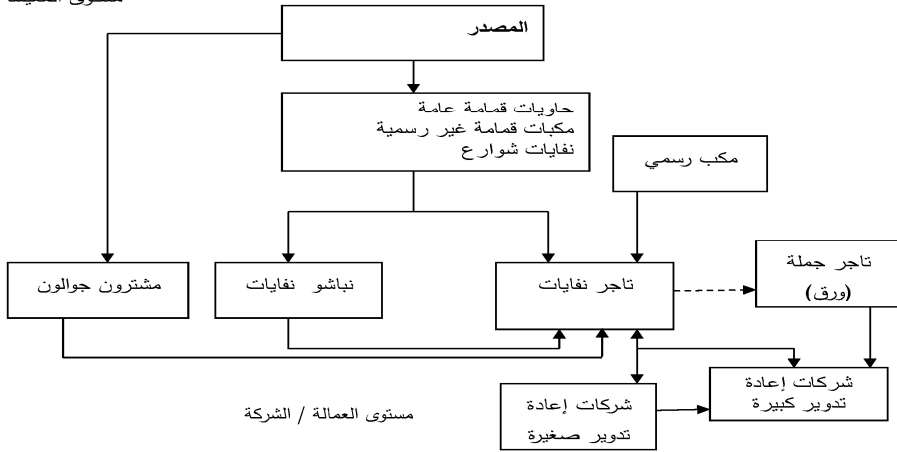 مستوى
المصدر
حاويات قمامة عامة
مكبات قمامة غير رسمية
نفايات شوارع
مكب رسمي
مشترون جوالون
نباشو نفايات
تاجر نفايات
تاجر جملة
(ورق)
شركات إعادة
تدوير كبيرة
شركات إعادة
تدوير صغيرة
مستوى العمالة / الشركة